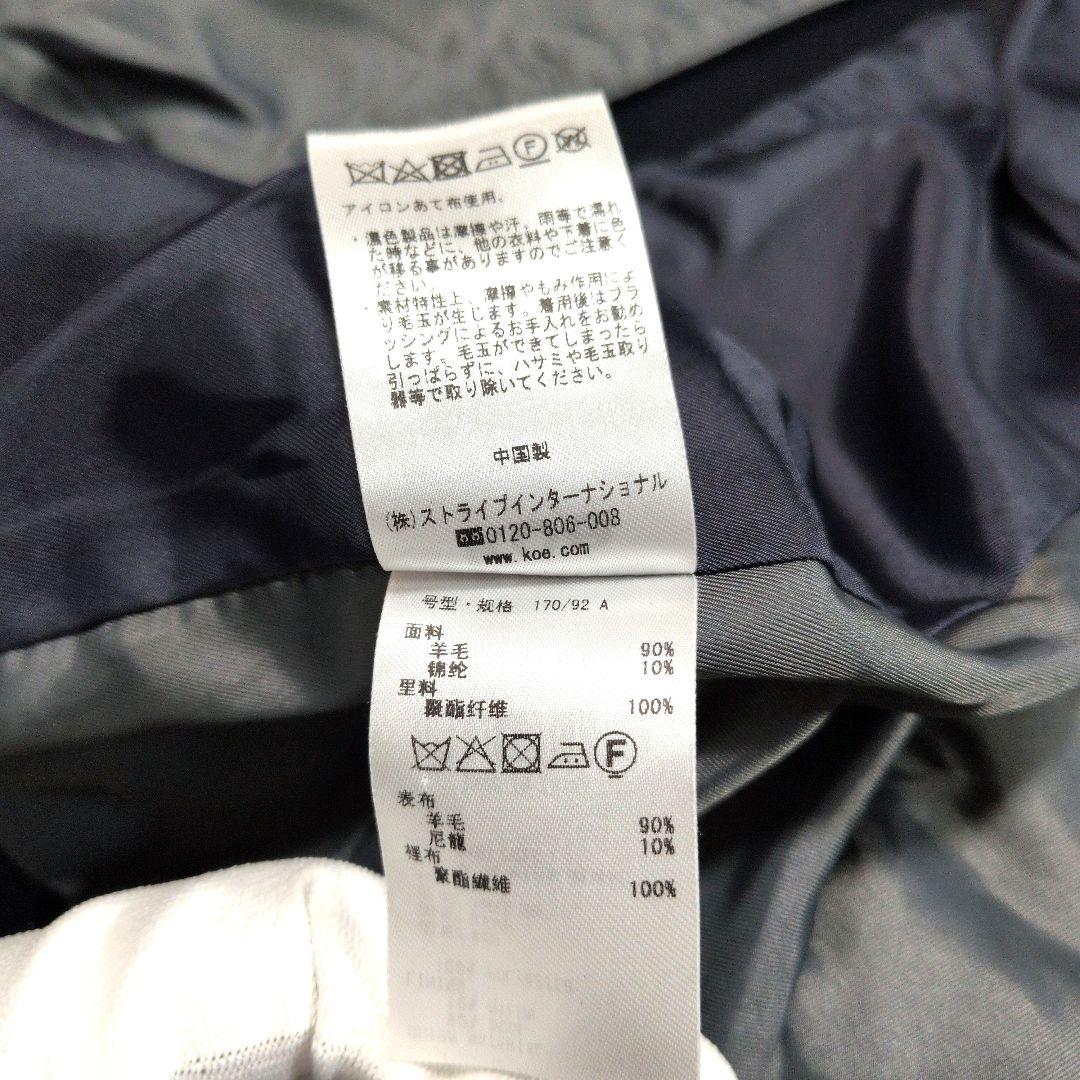 アイロンあて布使用。
・濃色製品は摩擦や汗、雨等で濡れ
た時などに、他の衣料や下着に色
が移る事がありますのでご注意く
ださい。
・素材特性上、摩擦やもみ作用によ
り毛玉が生じます。着用後はブラ
ッシングによるお手入れをお勧め
します。毛玉ができてしまったら
引っぱらずに、ハサミや毛玉取り
器等で取り除いてください。
中国製
(株)ストライプインターナショナル
0120-806-008
www.koe.com
号型・规格 170/92 A
面料
羊毛 90%
锦纶 10%
里料
聚酯纤维 100%
F
表布
羊毛 90%
尼龍 10%
裡布
聚酯纖維 100%